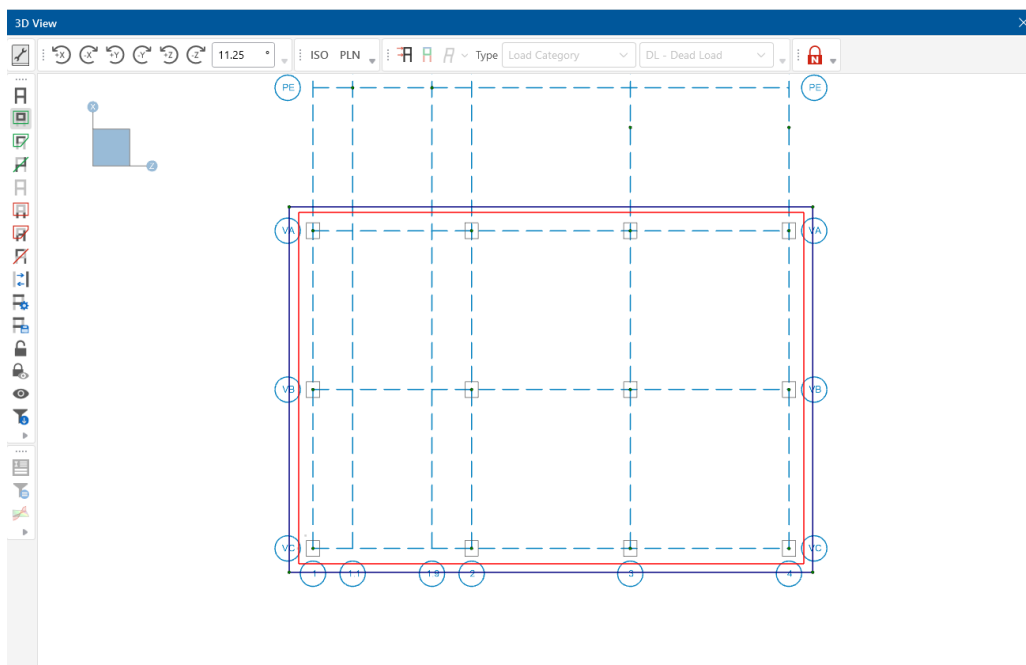 3D View
+X -X +Y -Y +Z -Z 11.25 ° ISO PLN Type Load Category DL - Dead Load N
X
Z
PE PE
VA VA
VB VB
VC VC
1 1.1 1.9 2 3 4